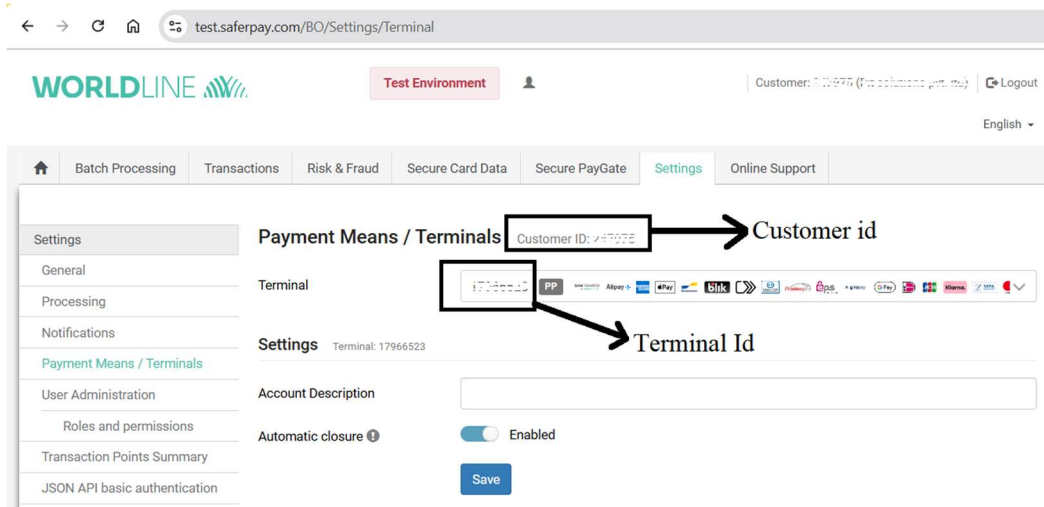 test.saferpay.com/BO/Settings/Terminal
WORLDLINE
Test Environment
Customer:
Logout
English
Batch Processing
Transactions
Risk & Fraud
Secure Card Data
Secure PayGate
Settings
Online Support
Settings
General
Processing
Notifications
Payment Means / Terminals
User Administration
Roles and permissions
Transaction Points Summary
JSON API basic authentication
Payment Means / Terminals Customer ID:
Customer id
Terminal
PP Alipay+ Pay blik eps G Pay JCB Klarna
Terminal Id
Settings Terminal: 17966523
Account Description
Automatic closure
Enabled
Save